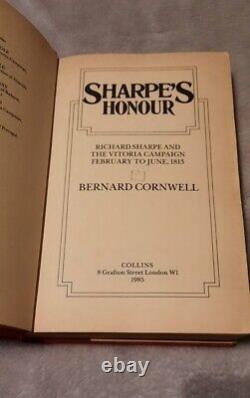 SHARPE'S
HONOUR
RICHARD SHARPE AND
THE VITORIA CAMPAIGN
FEBRUARY TO JUNE, 1813
BERNARD CORNWELL
COLLINS
8 Grafton Street London W1
1985